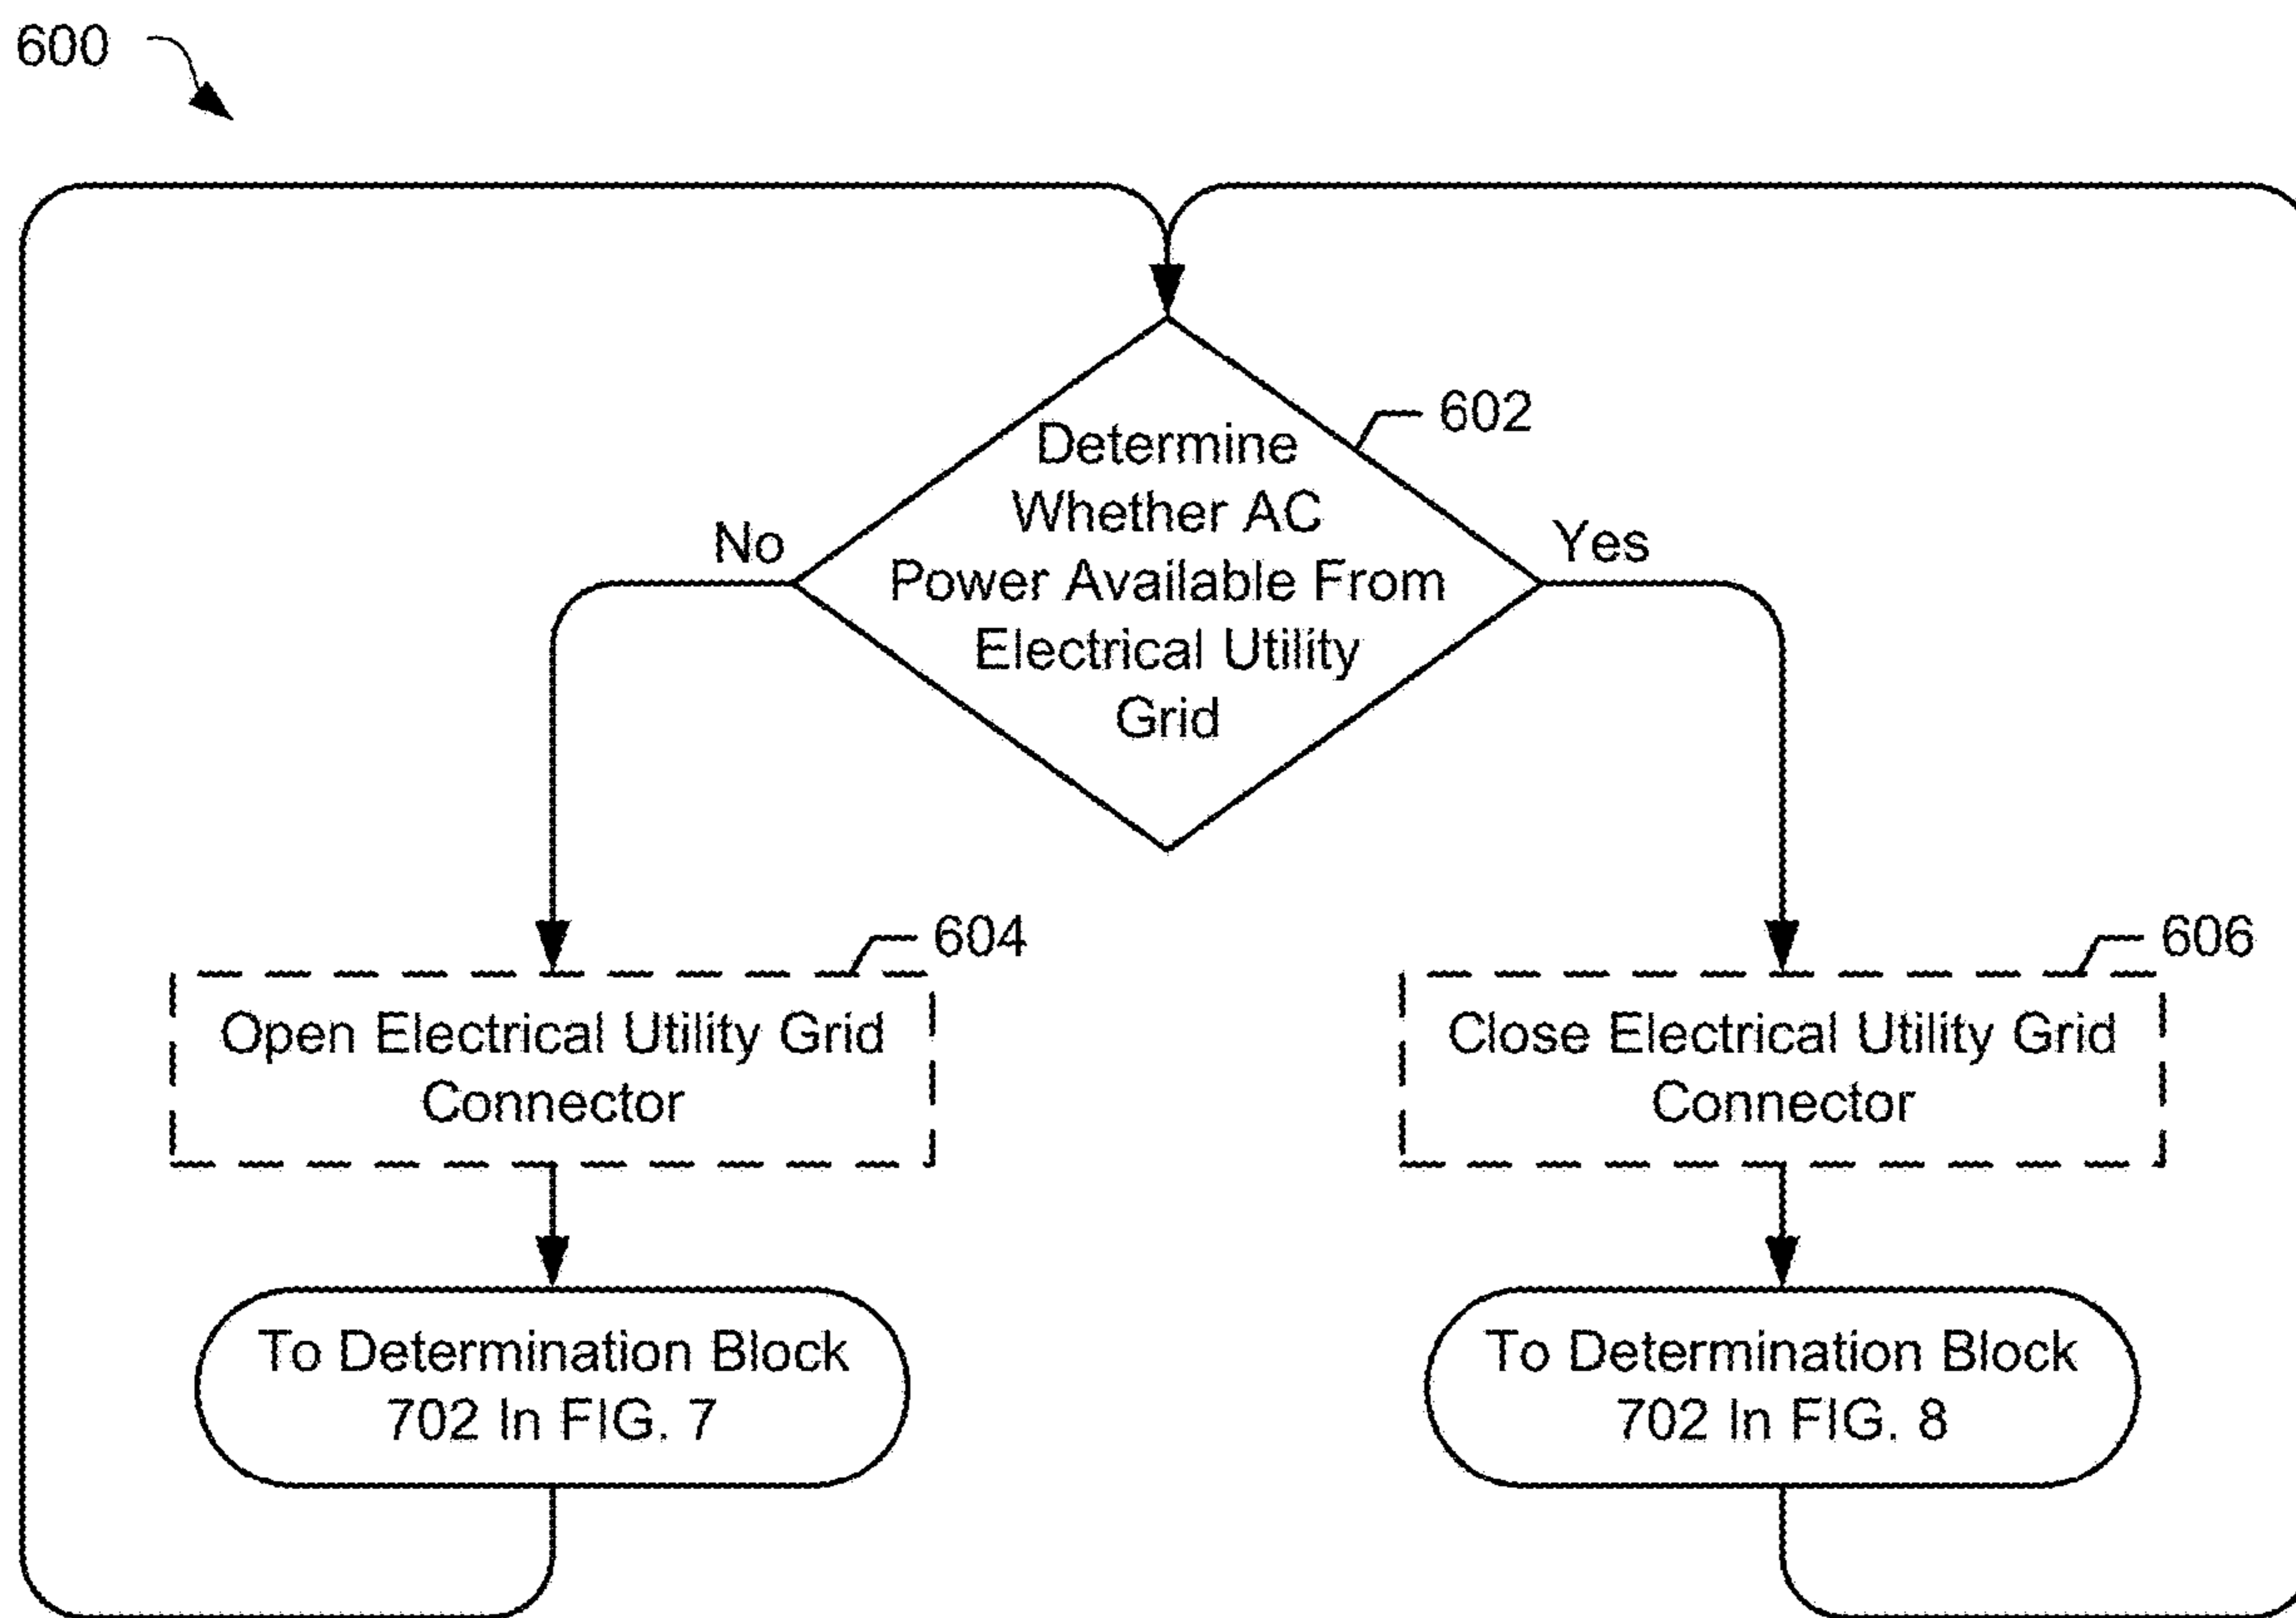 600
602
Determine
Whether AC
Power Available From
Electrical Utility
Grid
No
Yes
604
606
Open Electrical Utility Grid
Connector
Close Electrical Utility Grid
Connector
To Determination Block
702 In FIG. 7
To Determination Block
702 In FIG. 8